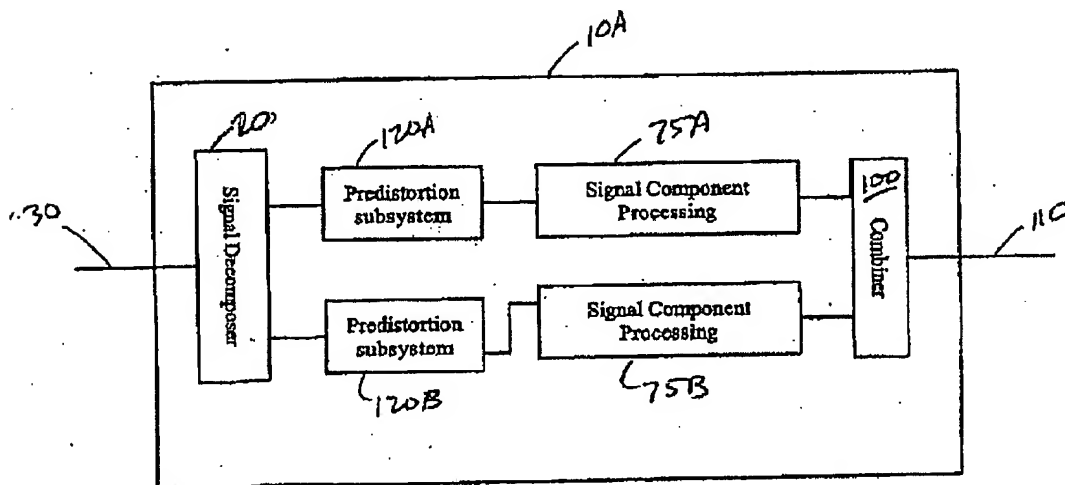 10A
20
120A
75A
Signal Decomposer
Predistortion
subsystem
Signal Component
Processing
100
Combiner
30
110
Predistortion
subsystem
Signal Component
Processing
120B
75B